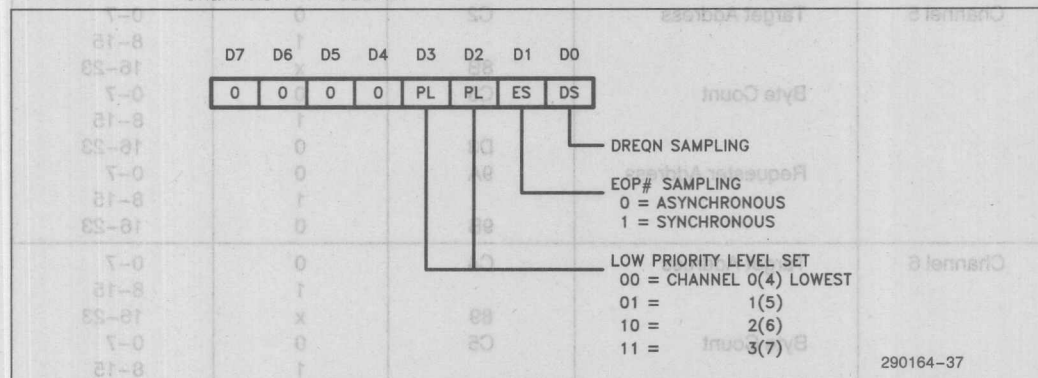 D7 D6 D5 D4 D3 D2 D1 D0
0 0 0 0 PL PL ES DS
DREQN SAMPLING
EOP# SAMPLING
0 = ASYNCHRONOUS
1 = SYNCHRONOUS
LOW PRIORITY LEVEL SET
00 = CHANNEL 0(4) LOWEST
01 = 1(5)
10 = 2(6)
11 = 3(7)
290164-37